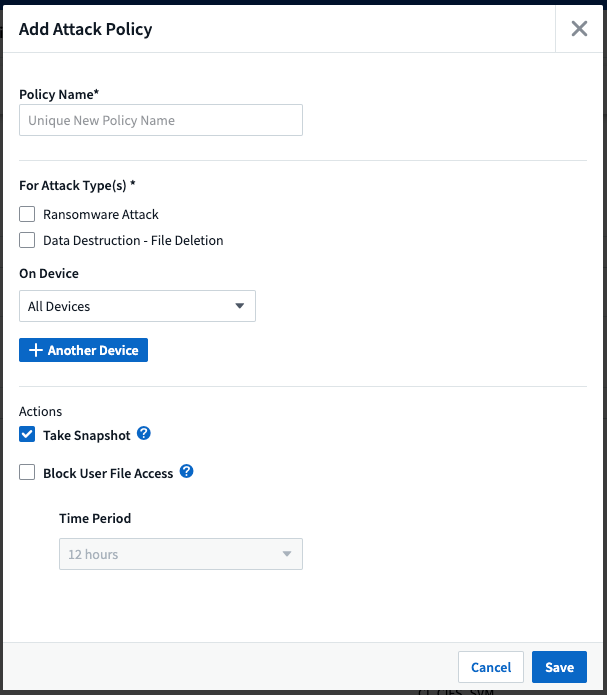 Add Attack Policy
Policy Name*
Unique New Policy Name
For Attack Type(s) *
Ransomware Attack
Data Destruction - File Deletion
On Device
All Devices
+ Another Device
Actions
Take Snapshot ?
Block User File Access ?
Time Period
12 hours
Cancel
Save